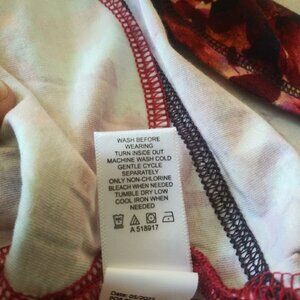 WASH BEFORE
WEARING
TURN INSIDE OUT
MACHINE WASH COLD
GENTLE CYCLE
SEPARATELY
ONLY NON-CHLORINE
BLEACH WHEN NEEDED
TUMBLE DRY LOW
COOL IRON WHEN
NEEDED
A 518917